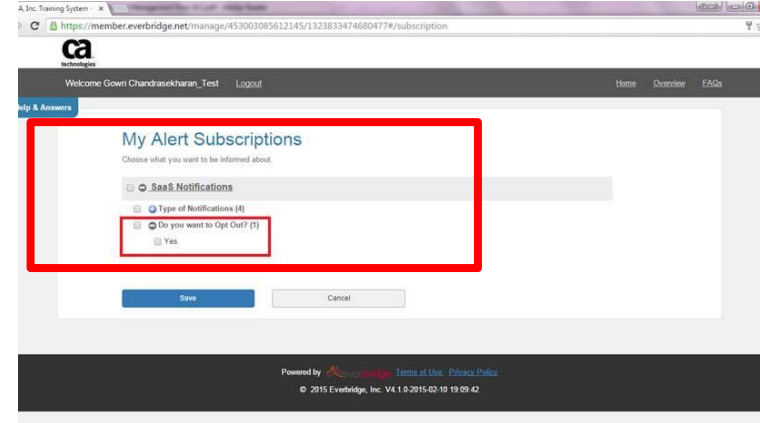 A, Inc. Training System - x
https://member.everbridge.net/manage/453003085612145/1323833474680477#/subscription
ca
technologies
Welcome Gowri Chandrasekharan_Test Logout Home Overview FAQs
elp & Answers
My Alert Subscriptions
Choose what you want to be informed about.
SaaS Notifications
Type of Notifications (4)
Do you want to Opt Out? (1)
Yes
Save Cancel
Powered by everbridge Terms of Use Privacy Policy
© 2015 Everbridge, Inc. V4.1.0-2015-02-10 19:09:42